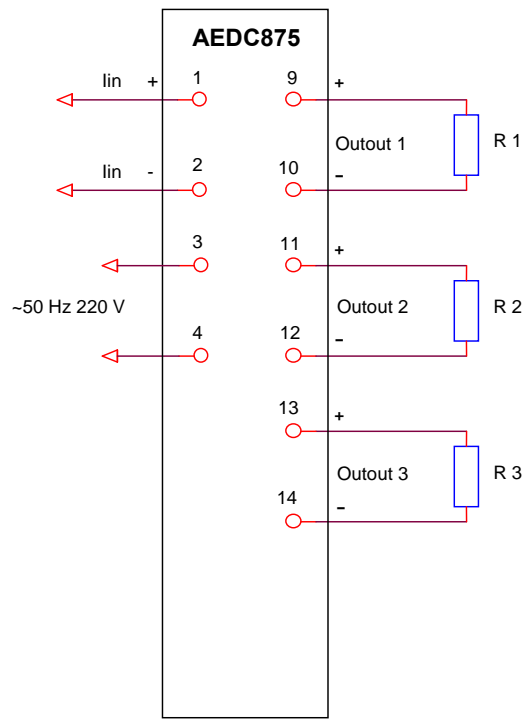 AEDC875
Iin + 1 9 +
Outout 1 R 1
Iin - 2 10 -
3 11 +
~50 Hz 220 V Outout 2 R 2
4 12 -
13 +
Outout 3 R 3
14 -